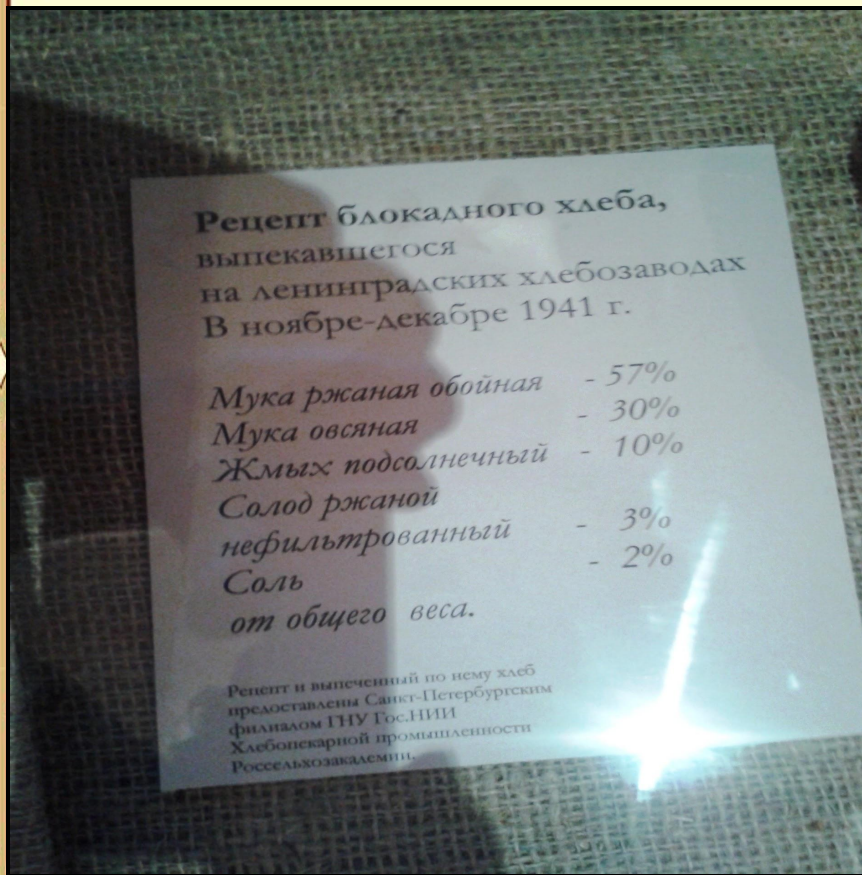 Рецепт блокадного хлеба,
выпекавшегося
на ленинградских хлебозаводах
В ноябре-декабре 1941 г.
Мука ржаная обойная - 57%
Мука овсяная - 30%
Жмых подсолнечный - 10%
Солод ржаной
нефильтрованный - 3%
Соль - 2%
от общего веса.
Рецепт и выпеченный по нему хлеб
предоставлены Санкт-Петербургским
филиалом ГНУ Гос.НИИ
Хлебопекарной промышленности
Россельхозакадемии.